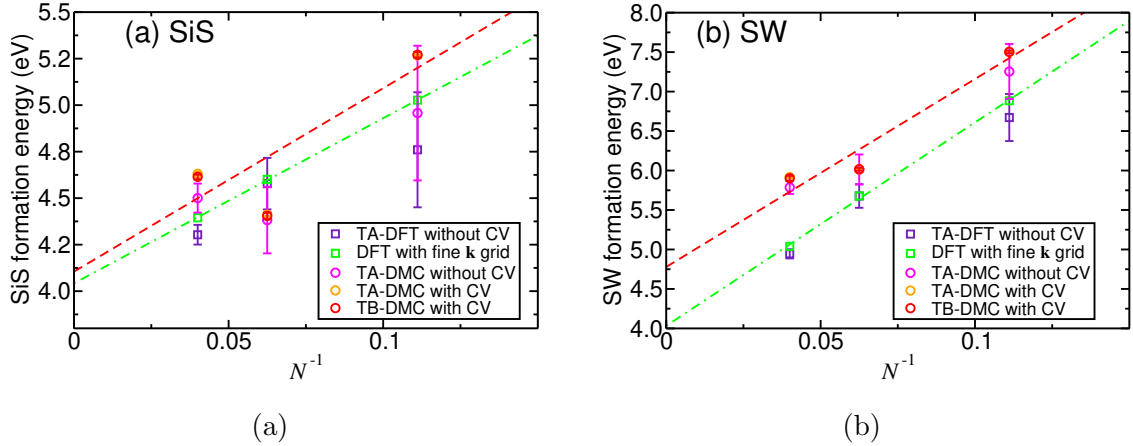 (a) SiS
SiS formation energy (eV)
5.5
5.2
5.0
4.8
4.5
4.2
4.0
TA-DFT without CV
DFT with fine k grid
TA-DMC without CV
TA-DMC with CV
TB-DMC with CV
0
0.05
0.1
N⁻¹
(a)
(b) SW
SW formation energy (eV)
8.0
7.5
7.0
6.5
6.0
5.5
5.0
4.5
4.0
TA-DFT without CV
DFT with fine k grid
TA-DMC without CV
TA-DMC with CV
TB-DMC with CV
0
0.05
0.1
N⁻¹
(b)